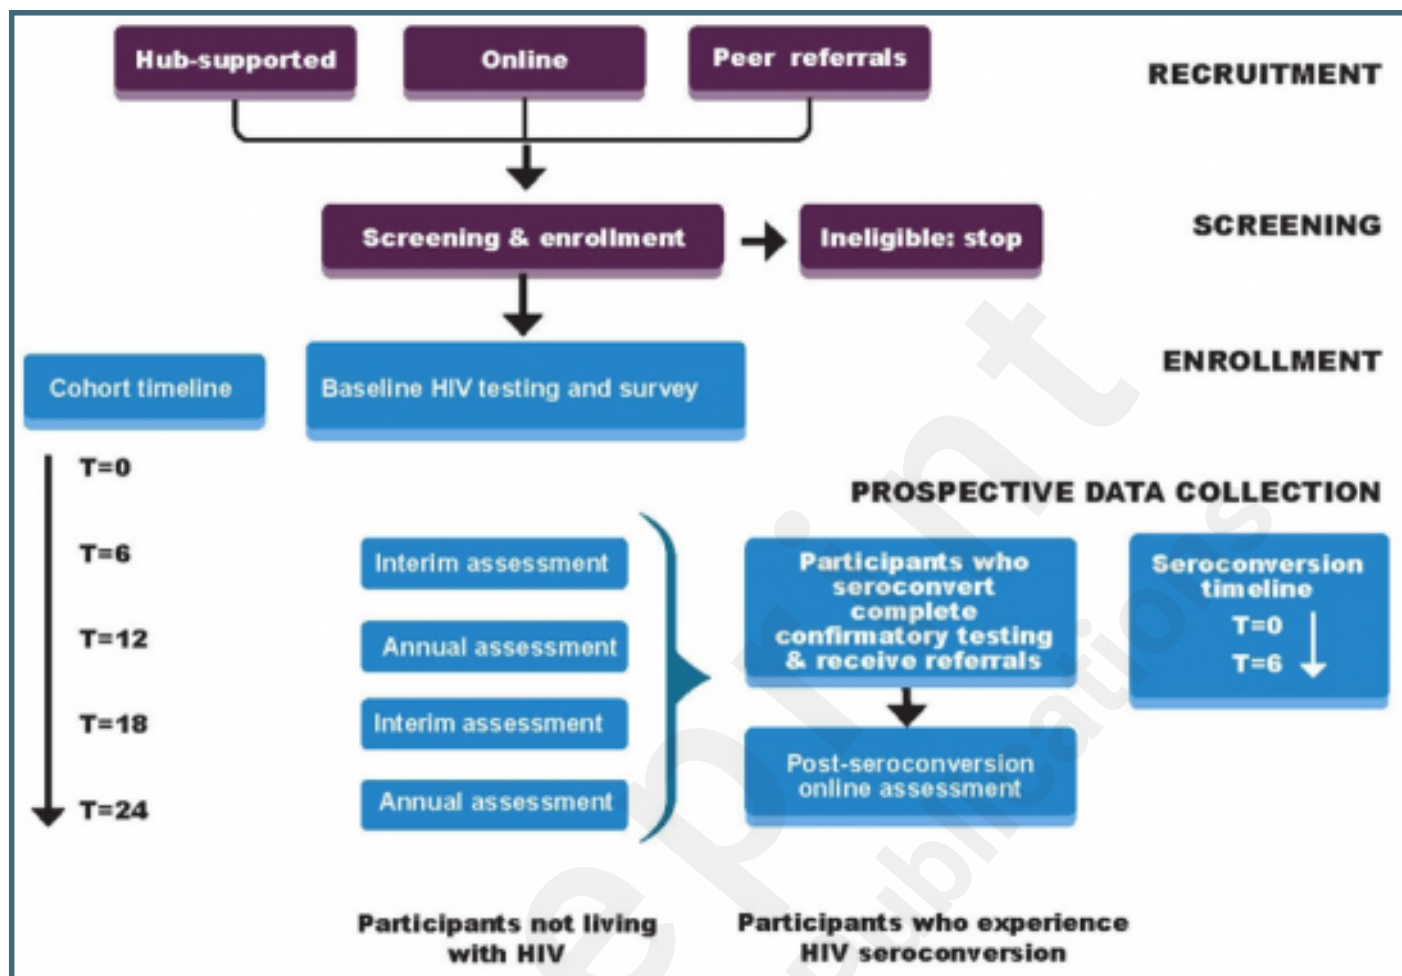 Hub-supported
Online
Peer referrals
RECRUITMENT
Screening & enrollment
Ineligible: stop
SCREENING
ENROLLMENT
Cohort timeline
Baseline HIV testing and survey
T=0
PROSPECTIVE DATA COLLECTION
T=6
Interim assessment
T=12
Annual assessment
T=18
Interim assessment
T=24
Annual assessment
Participants who
seroconvert
complete
confirmatory testing
& receive referrals
Seroconversion
timeline
T=0
T=6
Post-seroconversion
online assessment
Participants not living
with HIV
Participants who experience
HIV seroconversion
eprint
ublications